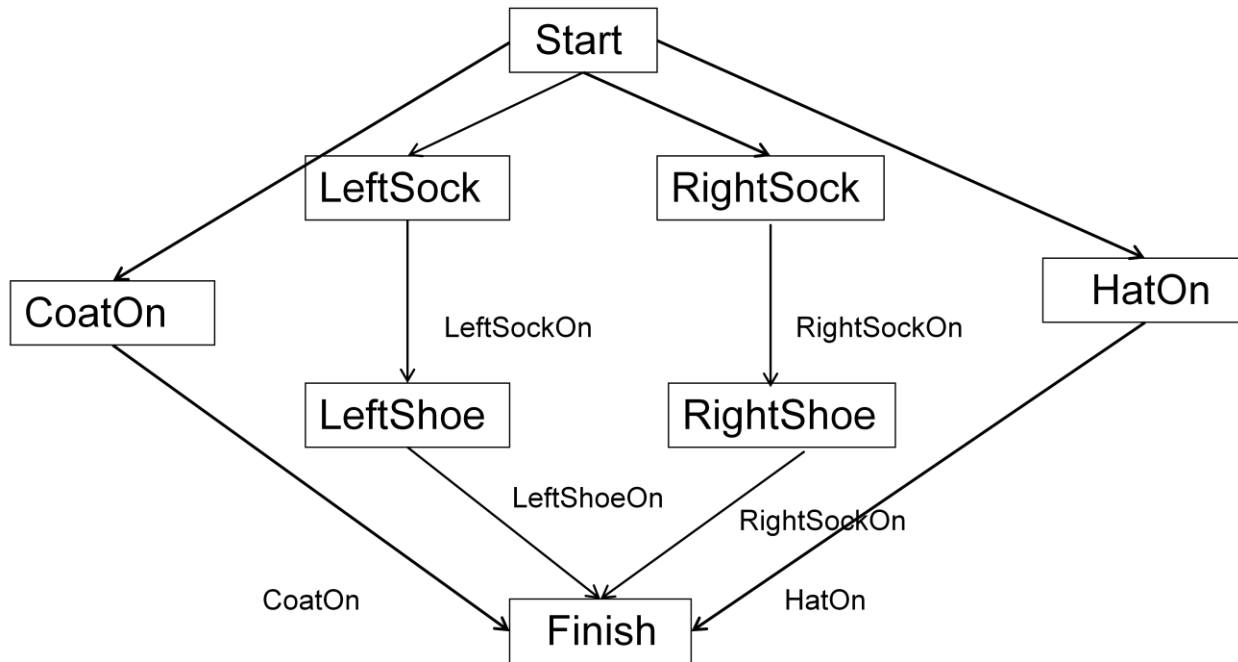 Start
LeftSock
RightSock
CoatOn
HatOn
LeftSockOn
RightSockOn
LeftShoe
RightShoe
LeftShoeOn
RightSockOn
CoatOn
HatOn
Finish